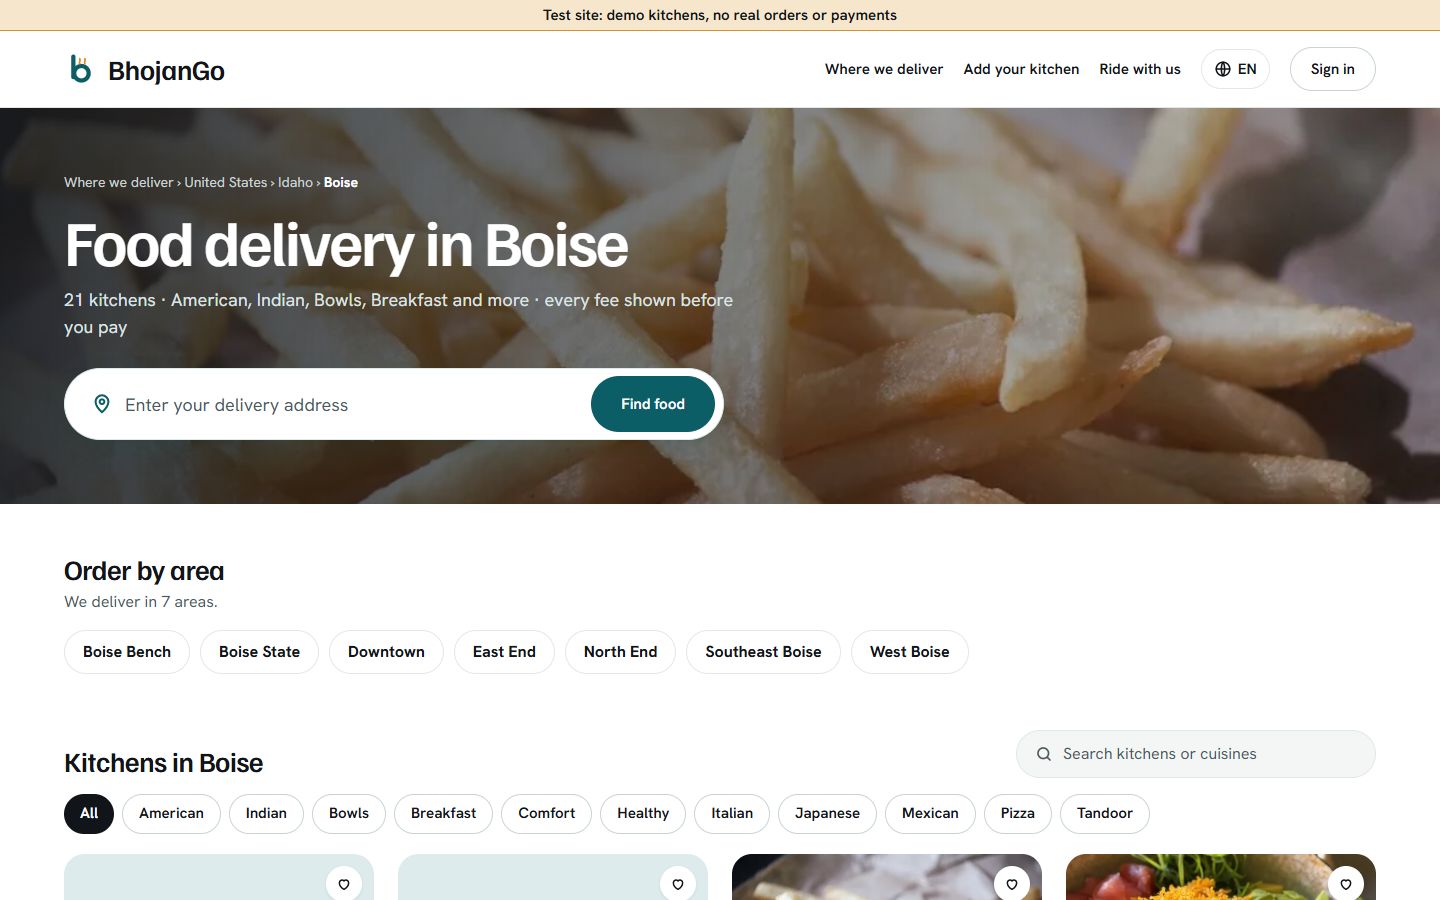 Test site: demo kitchens, no real orders or payments
BhojanGo
Where we deliver
Add your kitchen
Ride with us
EN
Sign in
Where we deliver › United States › Idaho › Boise
Food delivery in Boise
21 kitchens · American, Indian, Bowls, Breakfast and more · every fee shown before
you pay
Enter your delivery address
Find food
Order by area
We deliver in 7 areas.
Boise Bench
Boise State
Downtown
East End
North End
Southeast Boise
West Boise
Kitchens in Boise
Search kitchens or cuisines
All
American
Indian
Bowls
Breakfast
Comfort
Healthy
Italian
Japanese
Mexican
Pizza
Tandoor